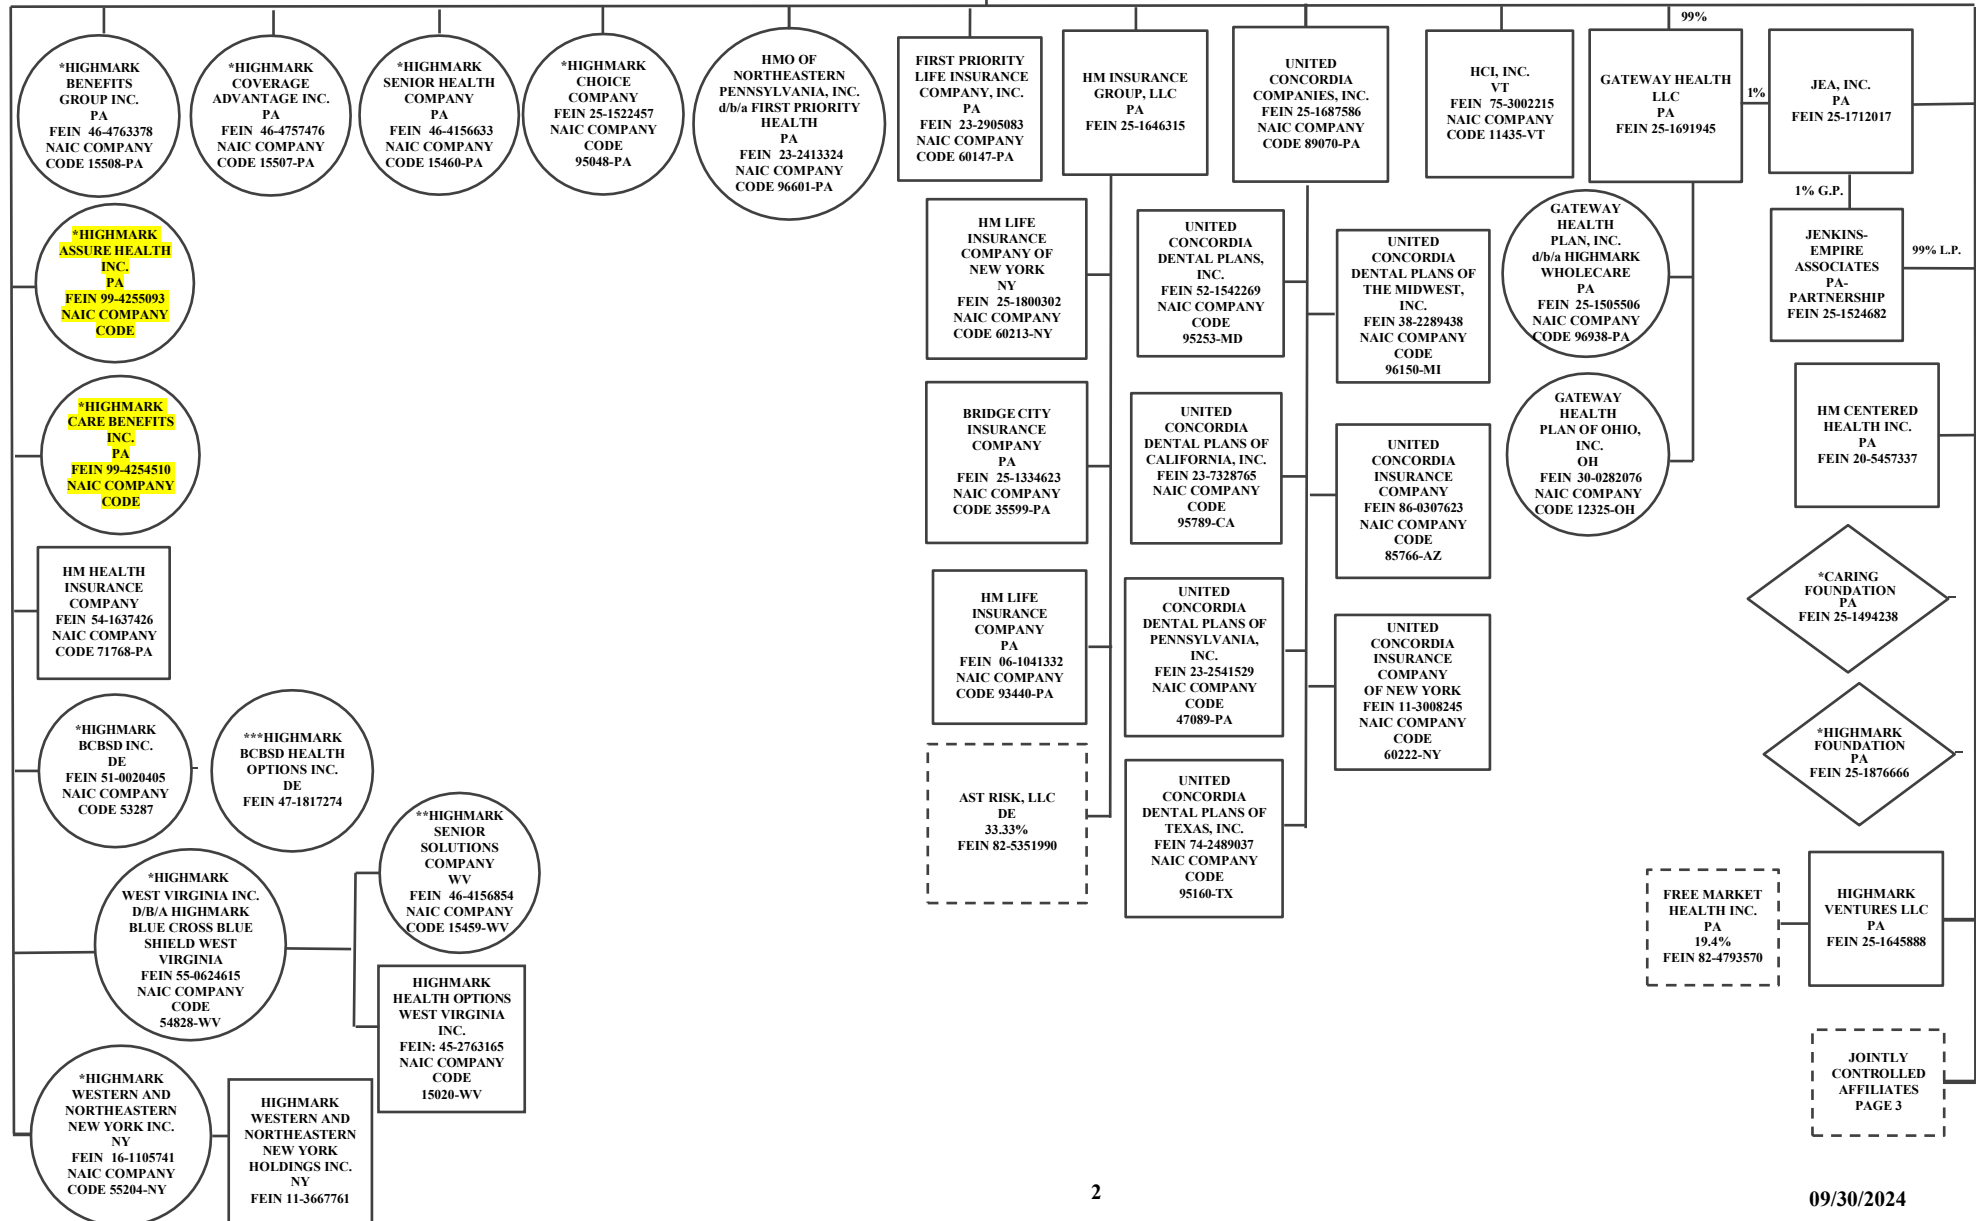 99%
*HIGHMARK
BENEFITS
GROUP INC.
PA
FEIN 46-4763378
NAIC COMPANY
CODE 15508-PA
*HIGHMARK
COVERAGE
ADVANTAGE INC.
PA
FEIN 46-4757476
NAIC COMPANY
CODE 15507-PA
*HIGHMARK
SENIOR HEALTH
COMPANY
PA
FEIN 46-4156633
NAIC COMPANY
CODE 15460-PA
*HIGHMARK
CHOICE
COMPANY
FEIN 25-1522457
NAIC COMPANY
CODE
95048-PA
HMO OF
NORTHEASTERN
PENNSYLVANIA, INC.
d/b/a FIRST PRIORITY
HEALTH
PA
FEIN 23-2413324
NAIC COMPANY
CODE 96601-PA
FIRST PRIORITY
LIFE INSURANCE
COMPANY, INC.
PA
FEIN 23-2905083
NAIC COMPANY
CODE 60147-PA
HM INSURANCE
GROUP, LLC
PA
FEIN 25-1646315
UNITED
CONCORDIA
COMPANIES, INC.
FEIN 25-1687586
NAIC COMPANY
CODE 89070-PA
HCI, INC.
VT
FEIN 75-3002215
NAIC COMPANY
CODE 11435-VT
GATEWAY HEALTH
LLC
PA
FEIN 25-1691945
1%
JEA, INC.
PA
FEIN 25-1712017
1% G.P.
*HIGHMARK
ASSURE HEALTH
INC.
PA
FEIN 99-4255093
NAIC COMPANY
CODE
HM LIFE
INSURANCE
COMPANY OF
NEW YORK
NY
FEIN 25-1800302
NAIC COMPANY
CODE 60213-NY
UNITED
CONCORDIA
DENTAL PLANS,
INC.
FEIN 52-1542269
NAIC COMPANY
CODE
95253-MD
UNITED
CONCORDIA
DENTAL PLANS OF
THE MIDWEST,
INC.
FEIN 38-2289438
NAIC COMPANY
CODE
96150-MI
GATEWAY
HEALTH
PLAN, INC.
d/b/a HIGHMARK
WHOLECARE
PA
FEIN 25-1505506
NAIC COMPANY
CODE 96938-PA
JENKINS-
EMPIRE
ASSOCIATES
PA-
PARTNERSHIP
FEIN 25-1524682
99% L.P.
*HIGHMARK
CARE BENEFITS
INC.
PA
FEIN 99-4254510
NAIC COMPANY
CODE
BRIDGE CITY
INSURANCE
COMPANY
PA
FEIN 25-1334623
NAIC COMPANY
CODE 35599-PA
UNITED
CONCORDIA
DENTAL PLANS OF
CALIFORNIA, INC.
FEIN 23-7328765
NAIC COMPANY
CODE
95789-CA
UNITED
CONCORDIA
INSURANCE
COMPANY
FEIN 86-0307623
NAIC COMPANY
CODE
85766-AZ
GATEWAY
HEALTH
PLAN OF OHIO,
INC.
OH
FEIN 30-0282076
NAIC COMPANY
CODE 12325-OH
HM CENTERED
HEALTH INC.
PA
FEIN 20-5457337
HM HEALTH
INSURANCE
COMPANY
FEIN 54-1637426
NAIC COMPANY
CODE 71768-PA
HM LIFE
INSURANCE
COMPANY
PA
FEIN 06-1041332
NAIC COMPANY
CODE 93440-PA
UNITED
CONCORDIA
DENTAL PLANS OF
PENNSYLVANIA,
INC.
FEIN 23-2541529
NAIC COMPANY
CODE
47089-PA
UNITED
CONCORDIA
INSURANCE
COMPANY
OF NEW YORK
FEIN 11-3008245
NAIC COMPANY
CODE
60222-NY
*CARING
FOUNDATION
PA
FEIN 25-1494238
*HIGHMARK
BCBSD INC.
DE
FEIN 51-0020405
NAIC COMPANY
CODE 53287
***HIGHMARK
BCBSD HEALTH
OPTIONS INC.
DE
FEIN 47-1817274
*HIGHMARK
FOUNDATION
PA
FEIN 25-1876666
**HIGHMARK
SENIOR
SOLUTIONS
COMPANY
WV
FEIN 46-4156854
NAIC COMPANY
CODE 15459-WV
AST RISK, LLC
DE
33.33%
FEIN 82-5351990
UNITED
CONCORDIA
DENTAL PLANS OF
TEXAS, INC.
FEIN 74-2489037
NAIC COMPANY
CODE
95160-TX
*HIGHMARK
WEST VIRGINIA INC.
D/B/A HIGHMARK
BLUE CROSS BLUE
SHIELD WEST
VIRGINIA
FEIN 55-0624615
NAIC COMPANY
CODE
54828-WV
FREE MARKET
HEALTH INC.
PA
19.4%
FEIN 82-4793570
HIGHMARK
VENTURES LLC
PA
FEIN 25-1645888
HIGHMARK
HEALTH OPTIONS
WEST VIRGINIA
INC.
FEIN: 45-2763165
NAIC COMPANY
CODE
15020-WV
*HIGHMARK
WESTERN AND
NORTHEASTERN
NEW YORK INC.
NY
FEIN 16-1105741
NAIC COMPANY
CODE 55204-NY
HIGHMARK
WESTERN AND
NORTHEASTERN
NEW YORK
HOLDINGS INC.
NY
FEIN 11-3667761
JOINTLY
CONTROLLED
AFFILIATES
PAGE 3
2
09/30/2024